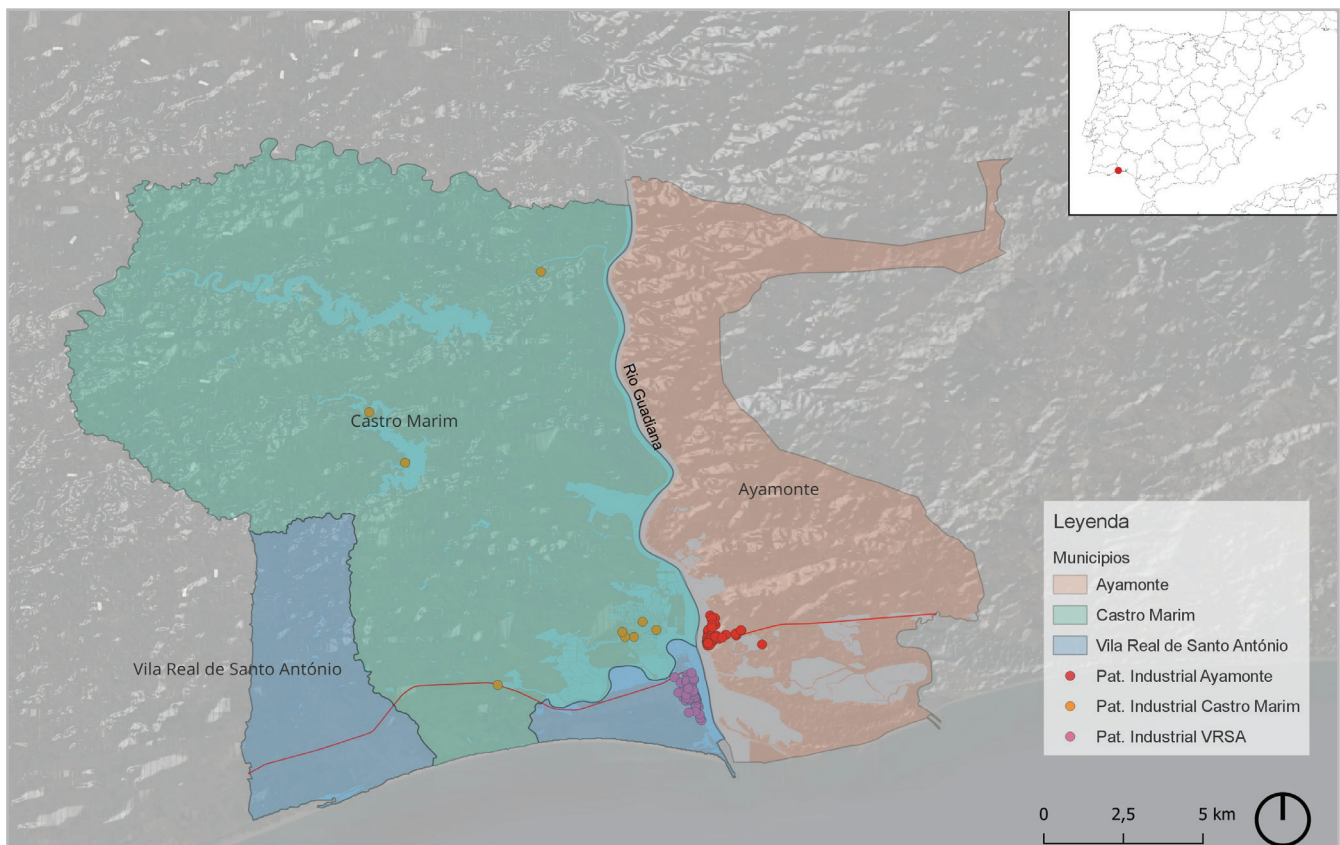 Rio Guadiana
Castro Marim
Ayamonte
Vila Real de Santo António
Leyenda
Municipios
Ayamonte
Castro Marim
Vila Real de Santo António
Pat. Industrial Ayamonte
Pat. Industrial Castro Marim
Pat. Industrial VRSA
0 2,5 5 km